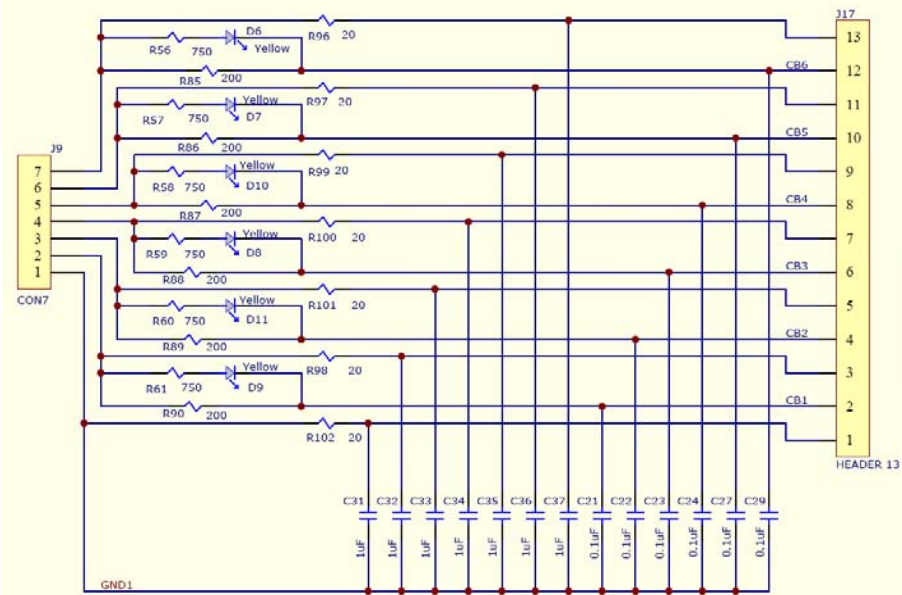 J17
R96 20
13
D6
Yellow
R56 750
CB6
12
R85 200
R97 20
11
Yellow
D7
R57 750
CB5
10
R86 200
J9
7
6
5
4
3
2
1
CON7
R99 20
9
Yellow
D10
R58 750
CB4
8
R87 200
R100 20
7
Yellow
D8
R59 750
CB3
6
R88 200
R101 20
5
Yellow
D11
R60 750
CB2
4
R89 200
R98 20
3
Yellow
D9
R61 750
CB1
2
R90 200
R102 20
1
HEADER 13
C31 C32 C33 C34 C35 C36 C37 C21 C22 C23 C24 C27 C29
1uF 1uF 1uF 1uF 1uF 1uF 1uF 0.1uF 0.1uF 0.1uF 0.1uF 0.1uF 0.1uF
GND1